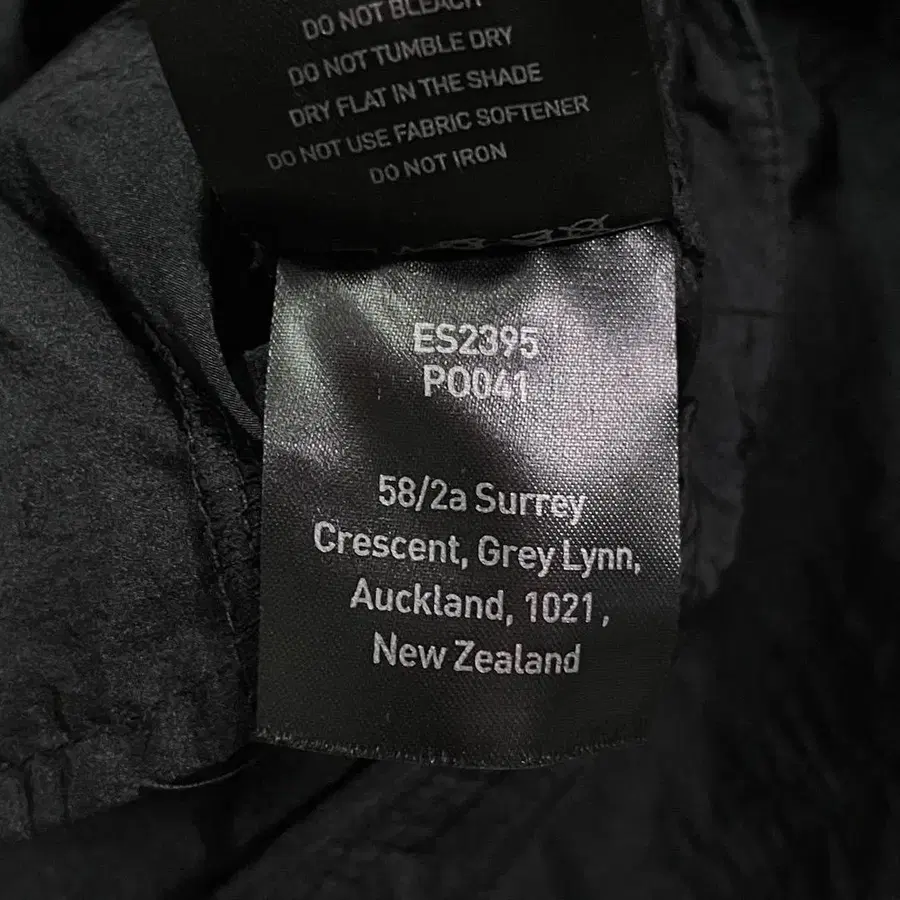 DO NOT BLEACH
DO NOT TUMBLE DRY
DRY FLAT IN THE SHADE
DO NOT USE FABRIC SOFTENER
DO NOT IRON
ES2395
PO041
58/2a Surrey
Crescent, Grey Lynn,
Auckland, 1021,
New Zealand